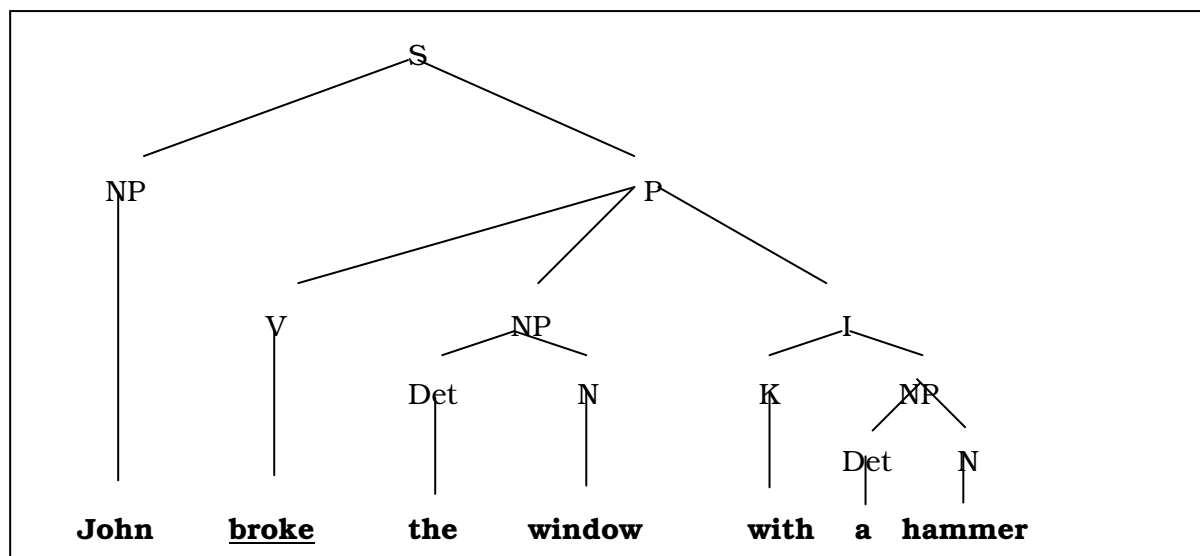 S
NP P
V NP I
Det N K NP
Det N
John broke the window with a hammer